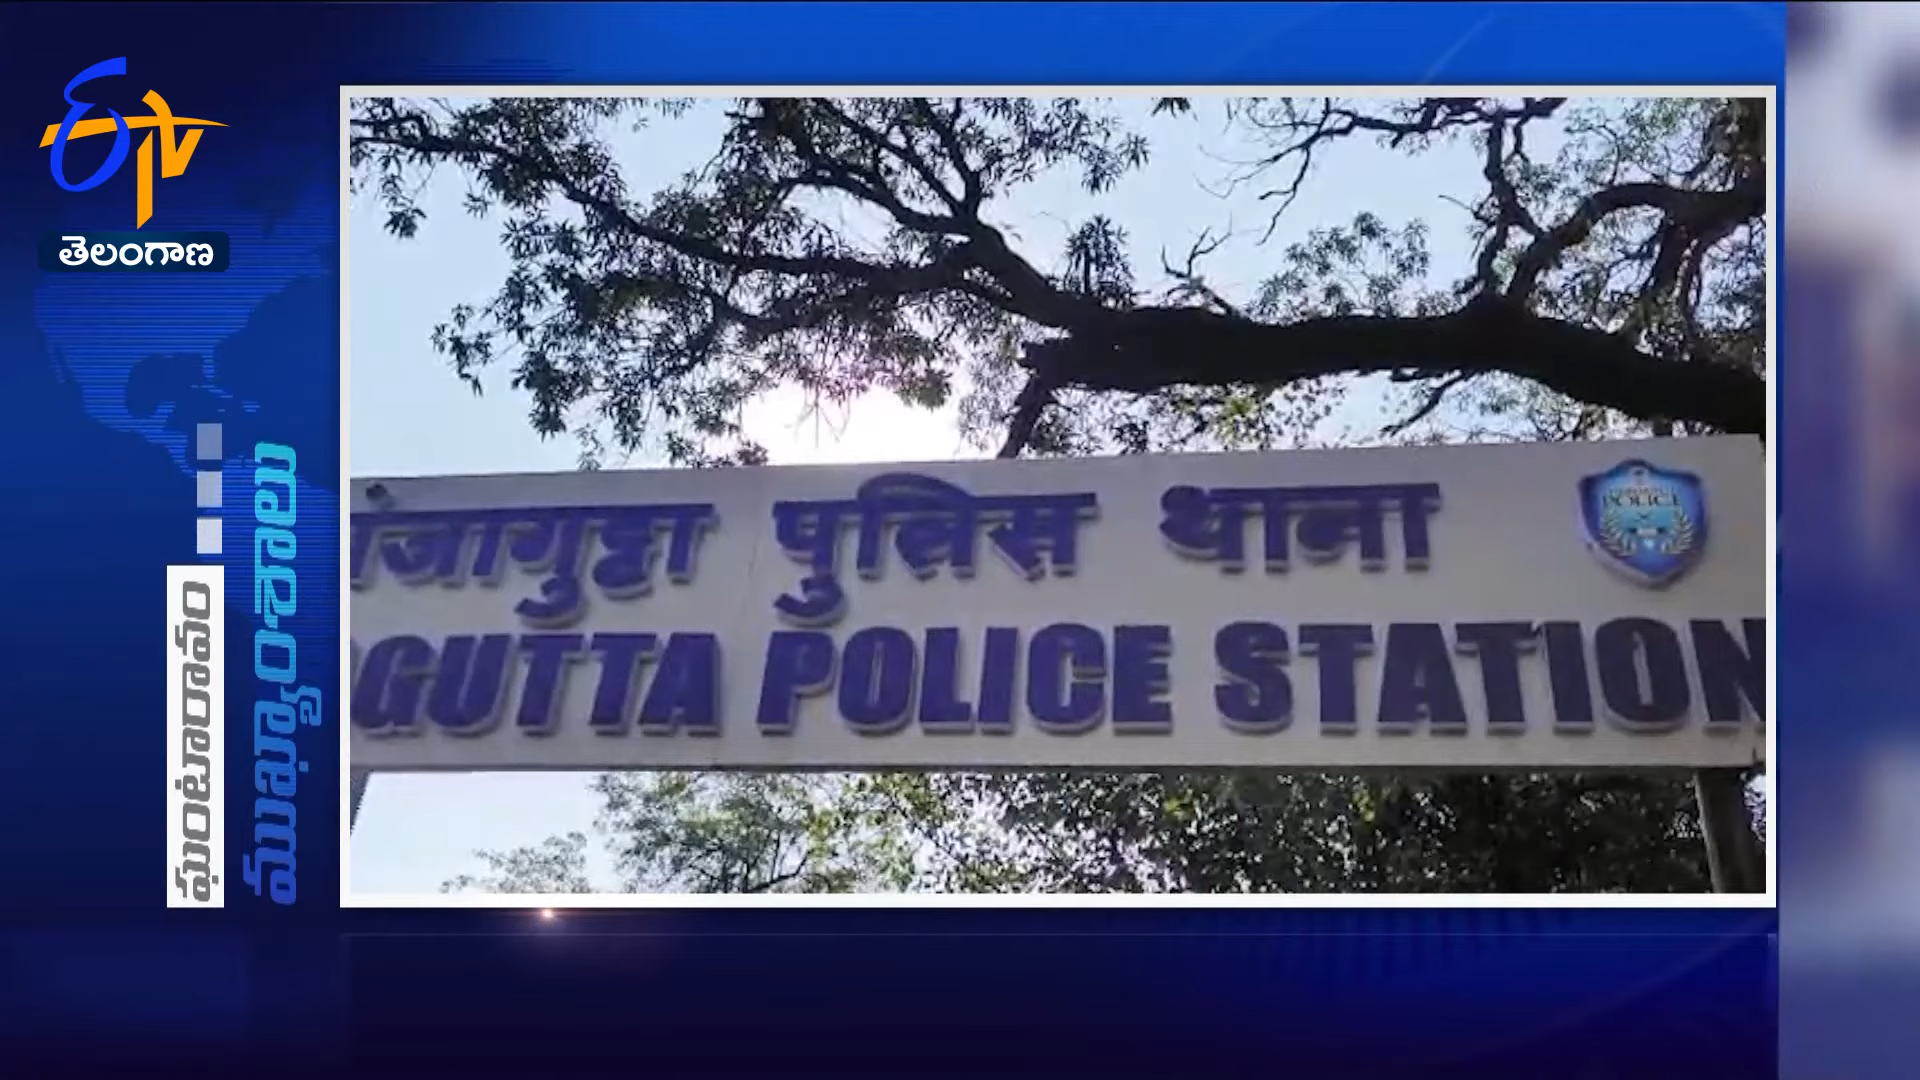 ETV
తెలంగాణ
ముఖ్యాంశాలు
पुलिस थाना
POLICE
GUTTA POLICE STATION